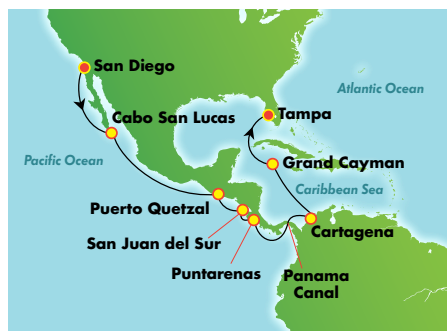 San Diego
Atlantic Ocean
Cabo San Lucas
Tampa
Pacific Ocean
Grand Cayman
Caribbean Sea
Puerto Quetzal
Cartagena
San Juan del Sur
Puntarenas
Panama
Canal